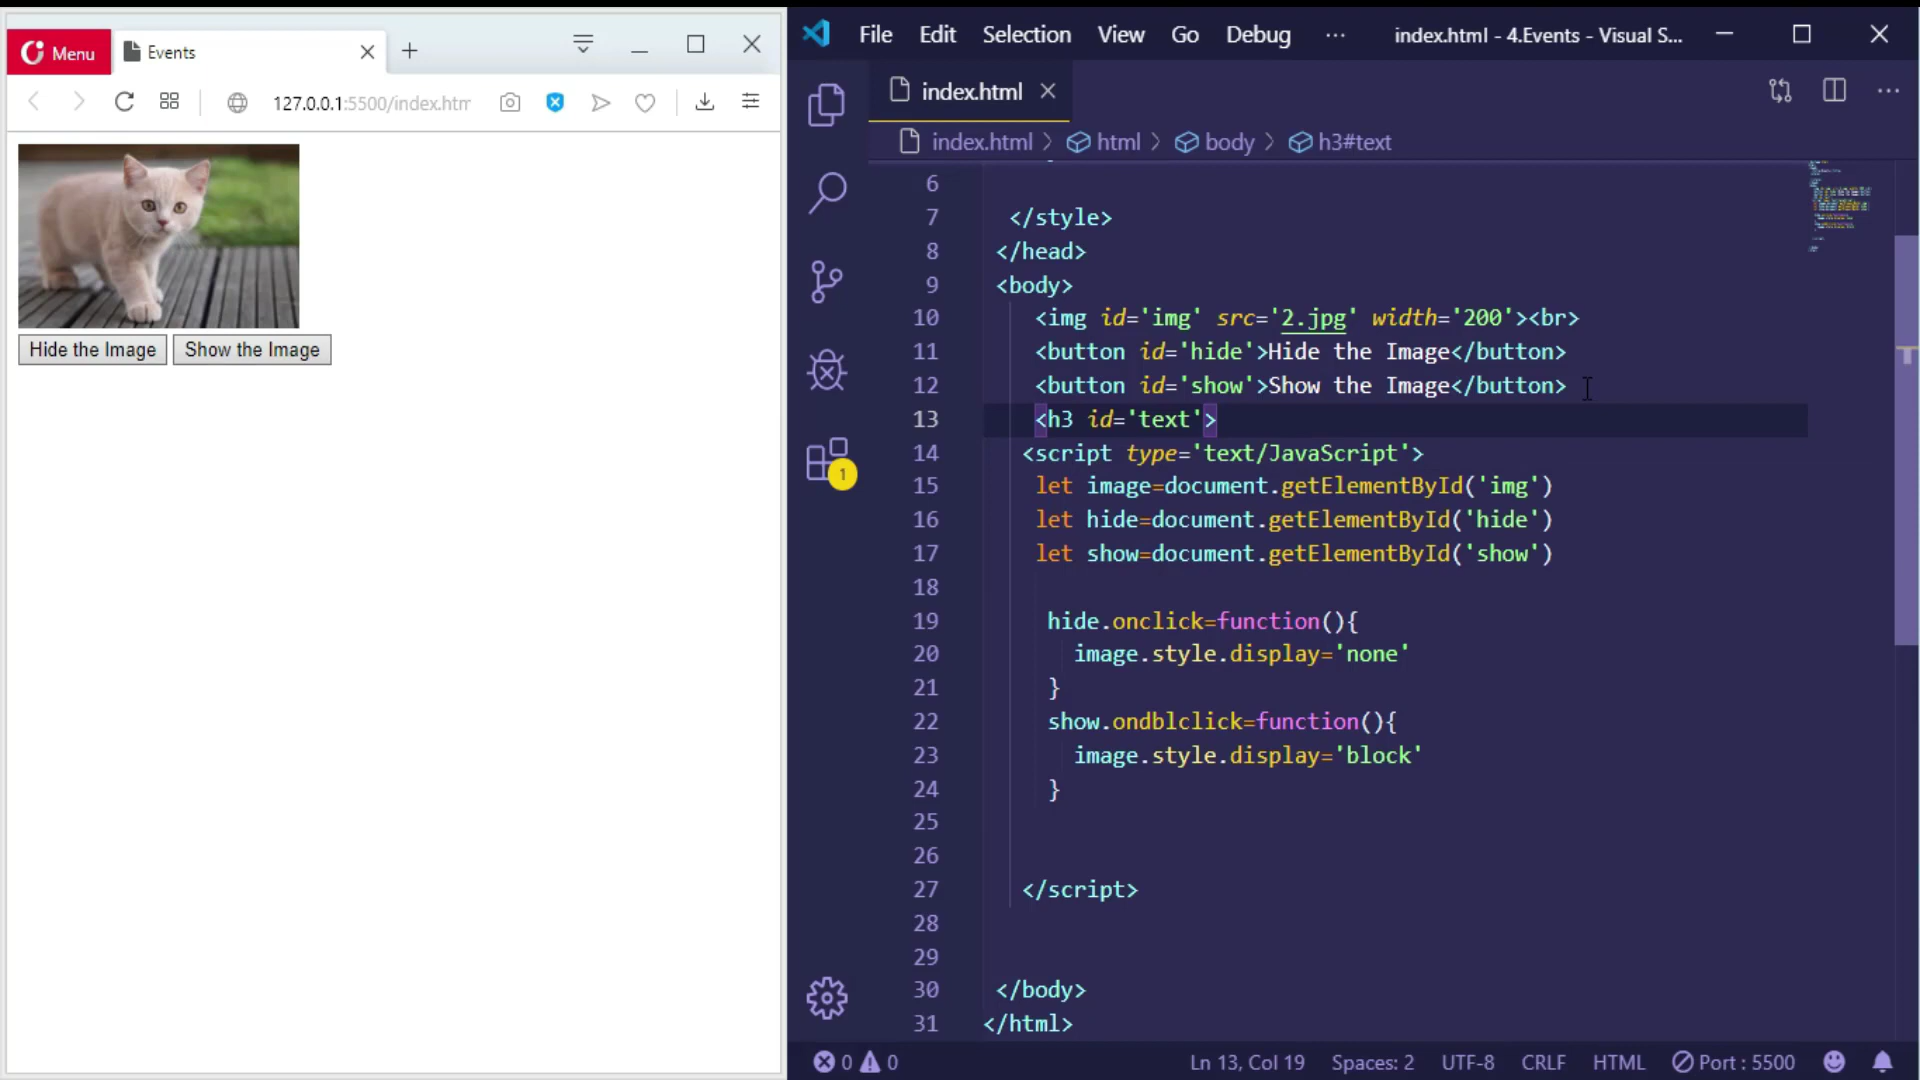 Menu
Events
127.0.0.1:5500/index.htm
Hide the Image
Show the Image
File Edit Selection View Go Debug ··· index.html - 4.Events - Visual S...
index.html
index.html > html > body > h3#text
6
7 </style>
8 </head>
9 <body>
10 <img id='img' src='2.jpg' width='200'><br>
11 <button id='hide'>Hide the Image</button>
12 <button id='show'>Show the Image</button>
13 <h3 id='text'>
14 <script type='text/JavaScript'>
15 let image=document.getElementById('img')
16 let hide=document.getElementById('hide')
17 let show=document.getElementById('show')
18
19 hide.onclick=function(){
20 image.style.display='none'
21 }
22 show.ondblclick=function(){
23 image.style.display='block'
24 }
25
26
27 </script>
28
29
30 </body>
31 </html>
1
0 0 Ln 13, Col 19 Spaces: 2 UTF-8 CRLF HTML Port : 5500